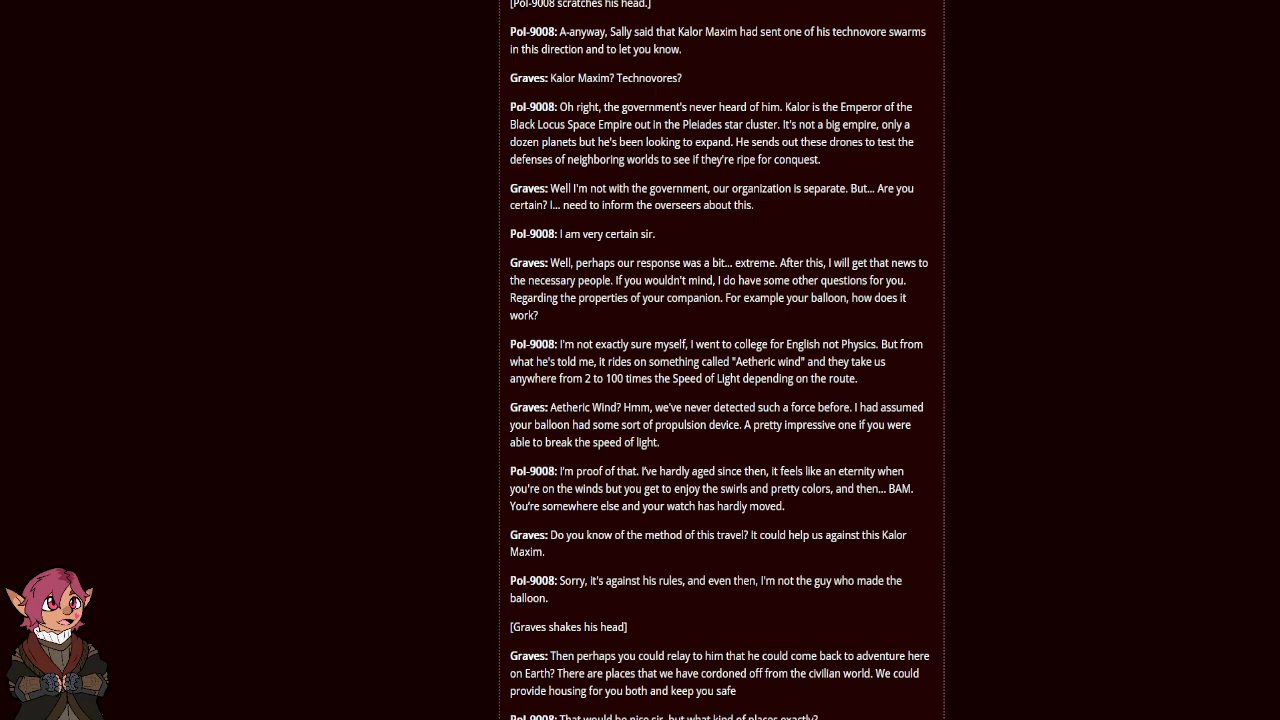 [PoI-9008 scratches his head.]
PoI-9008: A-anyway, Sally said that Kalor Maxim had sent one of his technovore swarms
in this direction and to let you know.
Graves: Kalor Maxim? Technovores?
PoI-9008: Oh right, the government's never heard of him. Kalor is the Emperor of the
Black Locus Space Empire out in the Pleiades star cluster. It's not a big empire, only a
dozen planets but he's been looking to expand. He sends out these drones to test the
defenses of neighboring worlds to see if they're ripe for conquest.
Graves: Well I'm not with the government, our organization is separate. But... Are you
certain? I... need to inform the overseers about this.
PoI-9008: I am very certain sir.
Graves: Well, perhaps our response was a bit... extreme. After this, I will get that news to
the necessary people. If you wouldn't mind, I do have some other questions for you.
Regarding the properties of your companion. For example your balloon, how does it
work?
PoI-9008: I'm not exactly sure myself, I went to college for English not Physics. But from
what he's told me, it rides on something called "Aetheric wind" and they take us
anywhere from 2 to 100 times the Speed of Light depending on the route.
Graves: Aetheric Wind? Hmm, we've never detected such a force before. I had assumed
your balloon had some sort of propulsion device. A pretty impressive one if you were
able to break the speed of light.
PoI-9008: I'm proof of that. I've hardly aged since then, it feels like an eternity when
you're on the winds but you get to enjoy the swirls and pretty colors, and then... BAM.
You're somewhere else and your watch has hardly moved.
Graves: Do you know of the method of this travel? It could help us against this Kalor
Maxim.
PoI-9008: Sorry, it's against his rules, and even then, I'm not the guy who made the
balloon.
[Graves shakes his head]
Graves: Then perhaps you could relay to him that he could come back to adventure here
on Earth? There are places that we have cordoned off from the civilian world. We could
provide housing for you both and keep you safe
PoI-9008: That would be nice sir, but what kind of places exactly?